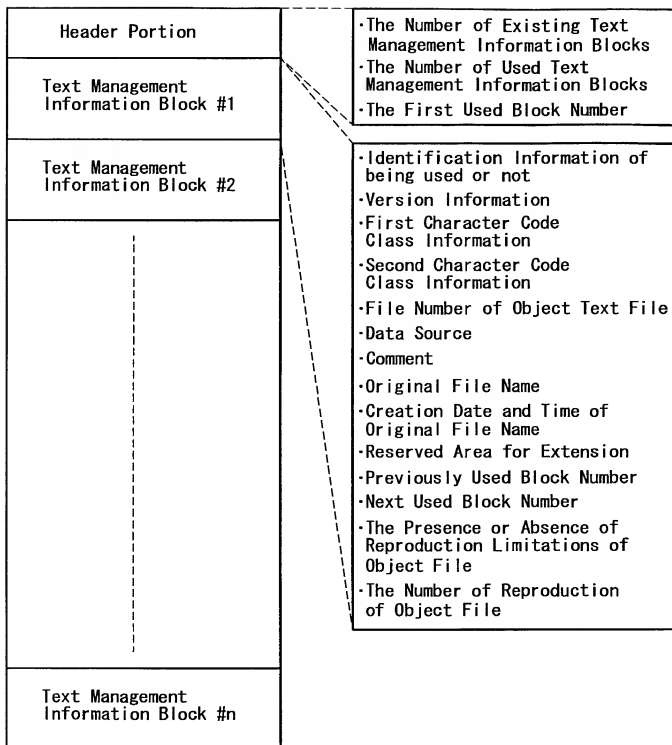 Header Portion
Text Management
Information Block #1
Text Management
Information Block #2
Text Management
Information Block #n
·The Number of Existing Text
Management Information Blocks
·The Number of Used Text
Management Information Blocks
·The First Used Block Number
·Identification Information of
being used or not
·Version Information
·First Character Code
Class Information
·Second Character Code
Class Information
·File Number of Object Text File
·Data Source
·Comment
·Original File Name
·Creation Date and Time of
Original File Name
·Reserved Area for Extension
·Previously Used Block Number
·Next Used Block Number
·The Presence or Absence of
Reproduction Limitations of
Object File
·The Number of Reproduction
of Object File